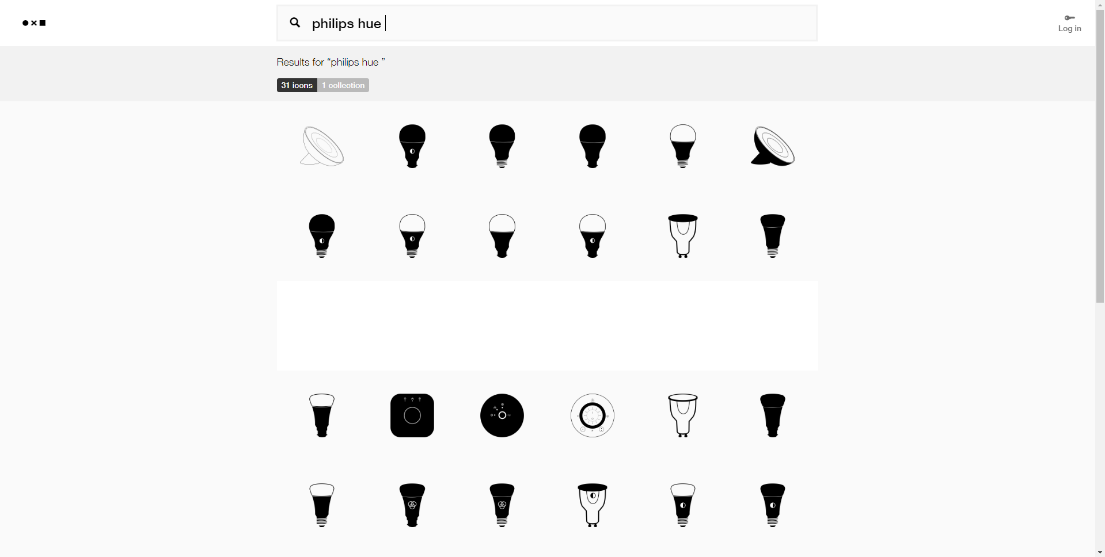 philips hue
Log in
Results for “philips hue ”
31 icons
1 collection